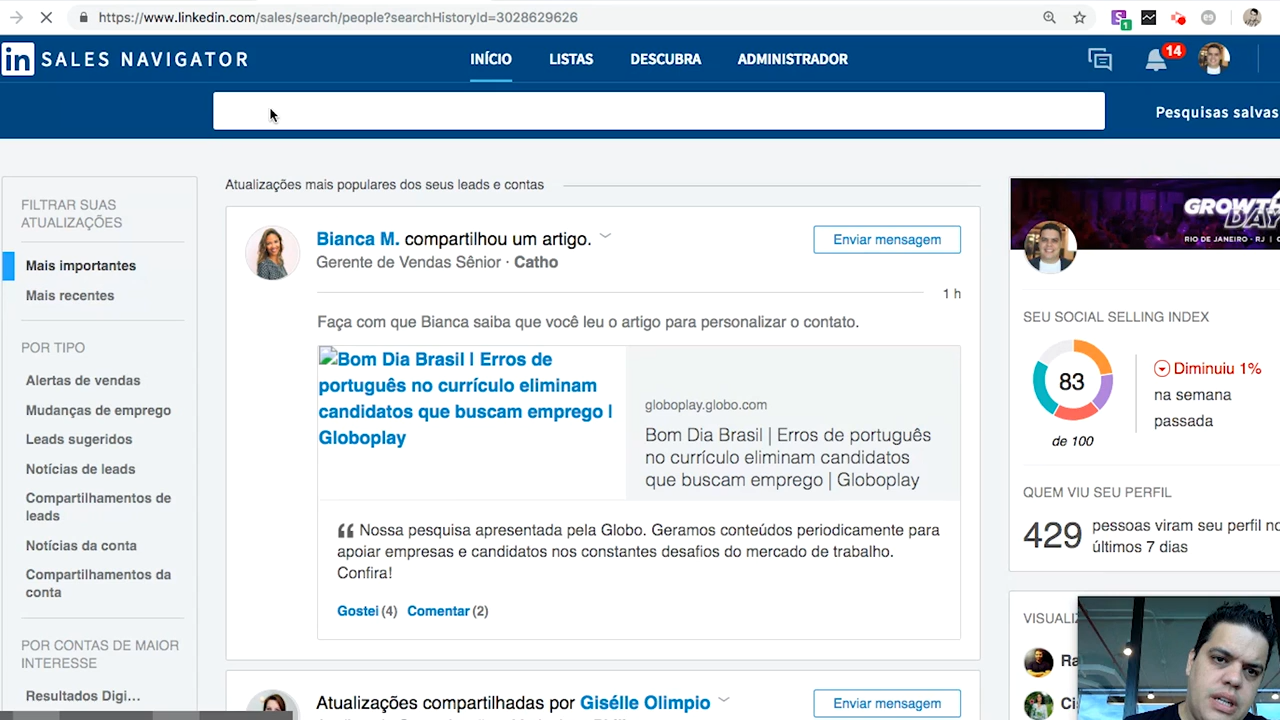 https://www.linkedin.com/sales/search/people?searchHistoryId=3028629626
in SALES NAVIGATOR
INÍCIO
LISTAS
DESCUBRA
ADMINISTRADOR
14
Pesquisas salvas
FILTRAR SUAS
ATUALIZAÇÕES
Mais importantes
Mais recentes
POR TIPO
Alertas de vendas
Mudanças de emprego
Leads sugeridos
Notícias de leads
Compartilhamentos de
leads
Notícias da conta
Compartilhamentos da
conta
POR CONTAS DE MAIOR
INTERESSE
Resultados Digi...
Atualizações mais populares dos seus leads e contas
Bianca M. compartilhou um artigo.
Gerente de Vendas Sênior · Catho
Enviar mensagem
1 h
Faça com que Bianca saiba que você leu o artigo para personalizar o contato.
Bom Dia Brasil | Erros de
português no currículo eliminam
candidatos que buscam emprego |
Globoplay
globoplay.globo.com
Bom Dia Brasil | Erros de português
no currículo eliminam candidatos
que buscam emprego | Globoplay
Nossa pesquisa apresentada pela Globo. Geramos conteúdos periodicamente para
apoiar empresas e candidatos nos constantes desafios do mercado de trabalho.
Confira!
Gostei (4) Comentar (2)
Atualizações compartilhadas por Gisélle Olimpio
Enviar mensagem
GROWTH
DAY
RIO DE JANEIRO - RJ
SEU SOCIAL SELLING INDEX
83
de 100
Diminuiu 1%
na semana
passada
QUEM VIU SEU PERFIL
429
pessoas viram seu perfil no
últimos 7 dias